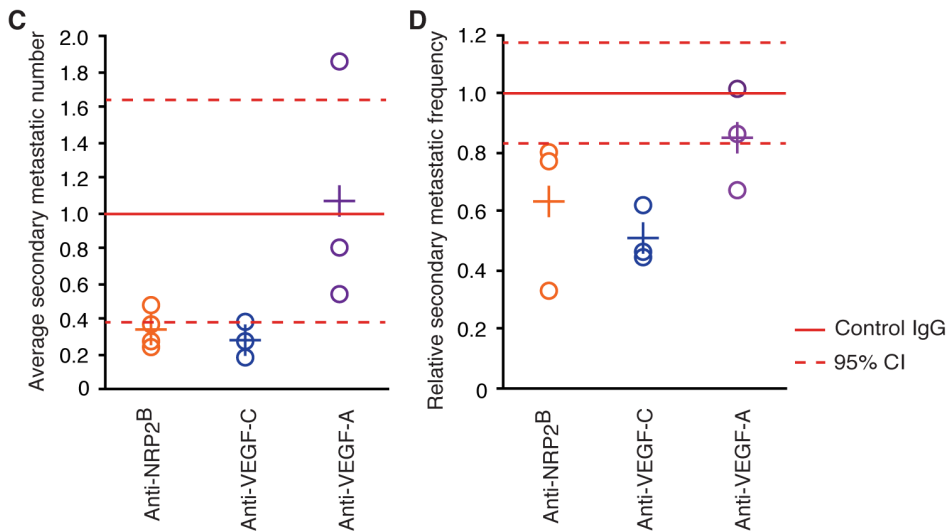 C
Average secondary metastatic number
2.0
1.8
1.6
1.4
1.2
1.0
0.8
0.6
0.4
0.2
0
Anti-NRP2B
Anti-VEGF-C
Anti-VEGF-A
D
Relative secondary metastatic frequency
1.2
1.0
0.8
0.6
0.4
0.2
0
Anti-NRP2B
Anti-VEGF-C
Anti-VEGF-A
Control IgG
95% CI